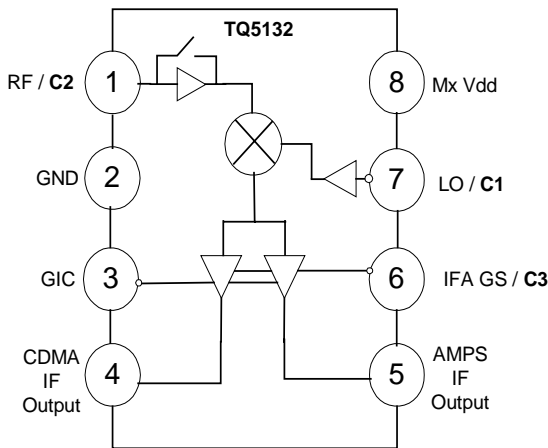 TQ5132
RF / C2
1
8
Mx Vdd
GND
2
7
LO / C1
GIC
3
6
IFA GS / C3
CDMA
IF
Output
4
5
AMPS
IF
Output